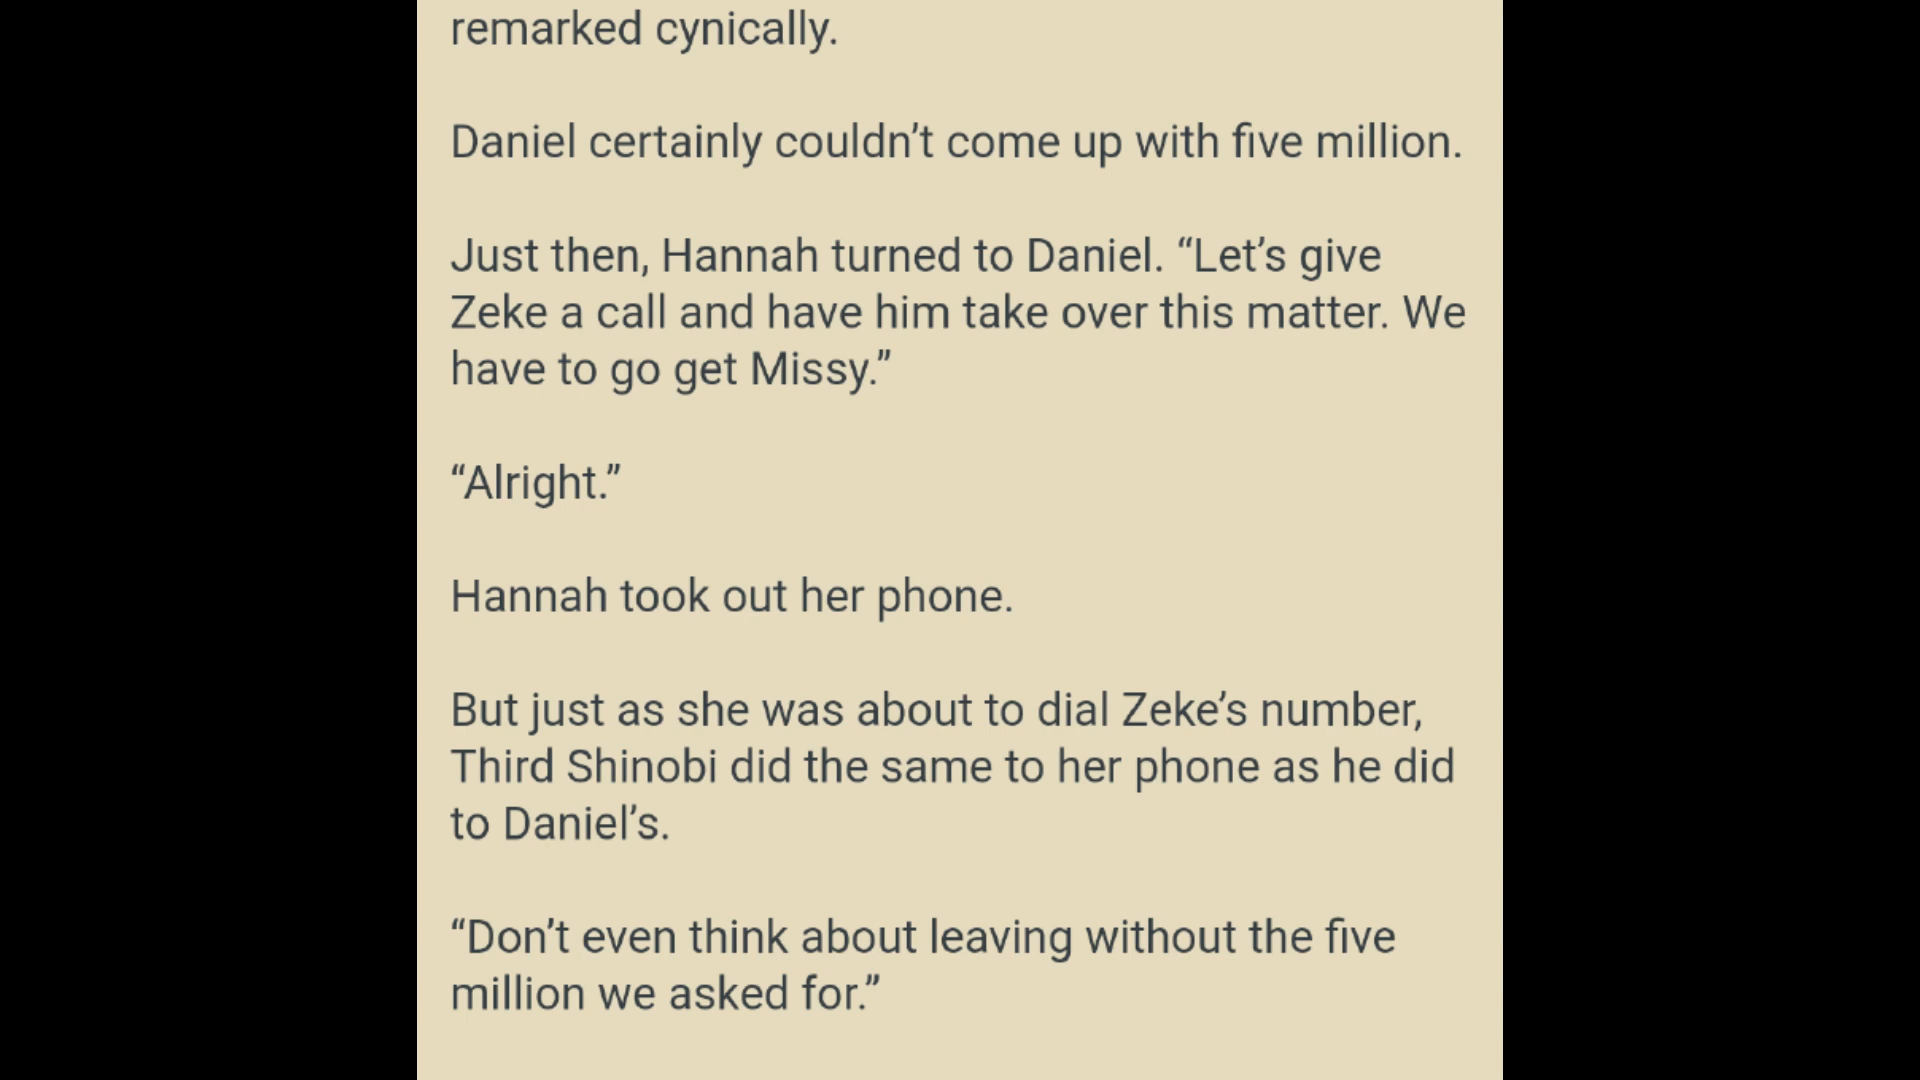 remarked cynically.
Daniel certainly couldn’t come up with five million.
Just then, Hannah turned to Daniel. “Let’s give
Zeke a call and have him take over this matter. We
have to go get Missy.”
“Alright.”
Hannah took out her phone.
But just as she was about to dial Zeke’s number,
Third Shinobi did the same to her phone as he did
to Daniel’s.
“Don’t even think about leaving without the five
million we asked for.”